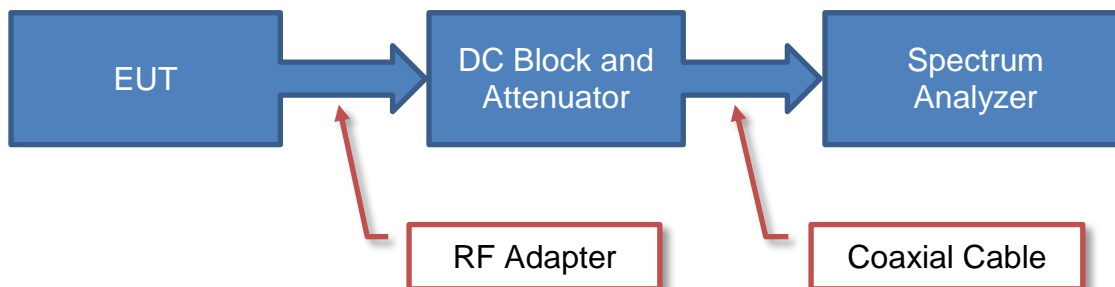 EUT
DC Block and
Attenuator
Spectrum
Analyzer
RF Adapter
Coaxial Cable